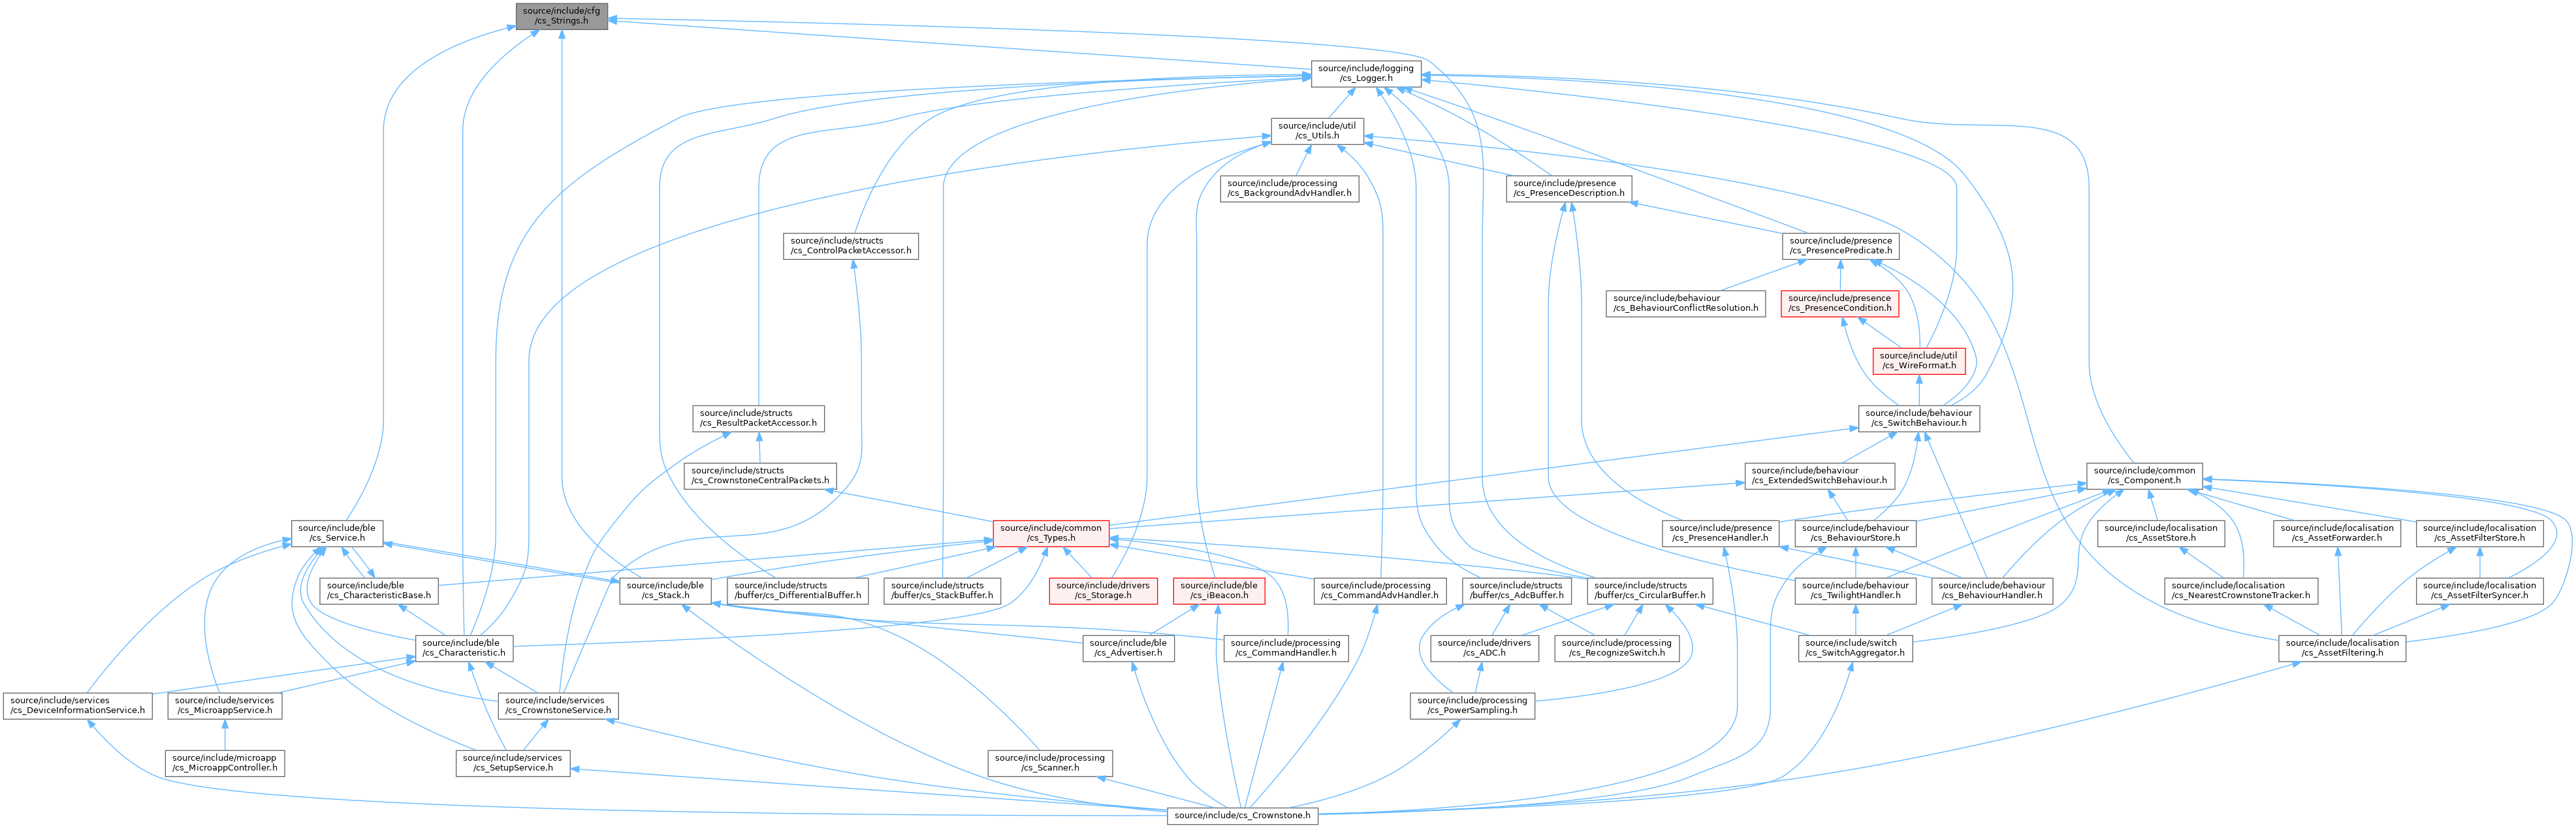 source/include/cfg
/cs_Strings.h
source/include/logging
/cs_Logger.h
source/include/util
/cs_Utils.h
source/include/processing
/cs_BackgroundAdvHandler.h
source/include/presence
/cs_PresenceDescription.h
source/include/structs
/cs_ControlPacketAccessor.h
source/include/presence
/cs_PresencePredicate.h
source/include/behaviour
/cs_BehaviourConflictResolution.h
source/include/presence
/cs_PresenceCondition.h
source/include/util
/cs_WireFormat.h
source/include/structs
/cs_ResultPacketAccessor.h
source/include/behaviour
/cs_SwitchBehaviour.h
source/include/structs
/cs_CrownstoneCentralPackets.h
source/include/behaviour
/cs_ExtendedSwitchBehaviour.h
source/include/common
/cs_Component.h
source/include/ble
/cs_Service.h
source/include/common
/cs_Types.h
source/include/presence
/cs_PresenceHandler.h
source/include/behaviour
/cs_BehaviourStore.h
source/include/localisation
/cs_AssetStore.h
source/include/localisation
/cs_AssetForwarder.h
source/include/localisation
/cs_AssetFilterStore.h
source/include/ble
/cs_CharacteristicBase.h
source/include/ble
/cs_Stack.h
source/include/structs
/buffer/cs_DifferentialBuffer.h
source/include/structs
/buffer/cs_StackBuffer.h
source/include/drivers
/cs_Storage.h
source/include/ble
/cs_iBeacon.h
source/include/processing
/cs_CommandAdvHandler.h
source/include/structs
/buffer/cs_AdcBuffer.h
source/include/structs
/buffer/cs_CircularBuffer.h
source/include/behaviour
/cs_TwilightHandler.h
source/include/behaviour
/cs_BehaviourHandler.h
source/include/localisation
/cs_NearestCrownstoneTracker.h
source/include/localisation
/cs_AssetFilterSyncer.h
source/include/ble
/cs_Characteristic.h
source/include/ble
/cs_Advertiser.h
source/include/processing
/cs_CommandHandler.h
source/include/drivers
/cs_ADC.h
source/include/processing
/cs_RecognizeSwitch.h
source/include/switch
/cs_SwitchAggregator.h
source/include/localisation
/cs_AssetFiltering.h
source/include/services
/cs_DeviceInformationService.h
source/include/services
/cs_MicroappService.h
source/include/services
/cs_CrownstoneService.h
source/include/processing
/cs_PowerSampling.h
source/include/microapp
/cs_MicroappController.h
source/include/services
/cs_SetupService.h
source/include/processing
/cs_Scanner.h
source/include/cs_Crownstone.h